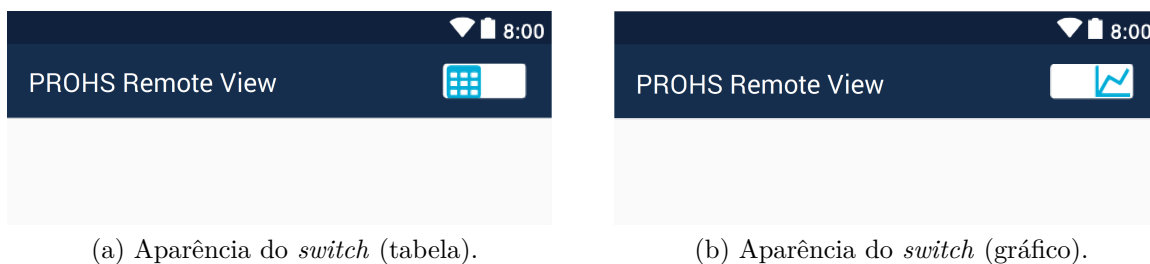 8:00
PROHS Remote View
8:00
PROHS Remote View
(a) Aparência do switch (tabela).
(b) Aparência do switch (gráfico).